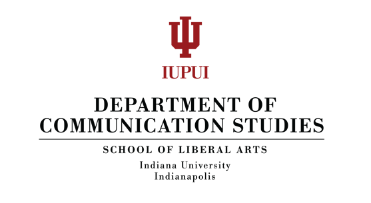 IUPUI
DEPARTMENT OF
COMMUNICATION STUDIES
SCHOOL OF LIBERAL ARTS
Indiana University
Indianapolis